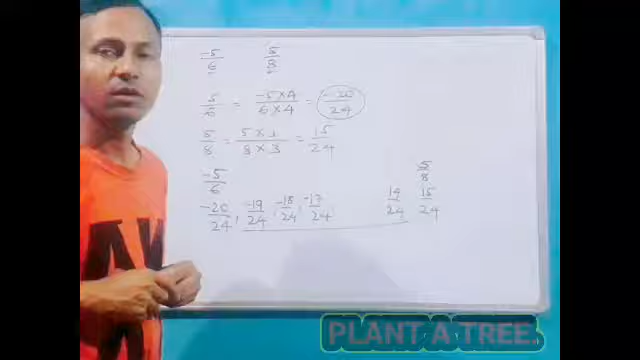 -5/6 5/8
5/6 = -5×4/6×4 = -20/24
5/8 = 5×3/8×3 = 15/24
-5/6 5/8
-20/24, -19/24, -18/24, -17/24, 14/24 15/24
PLANT A TREE.